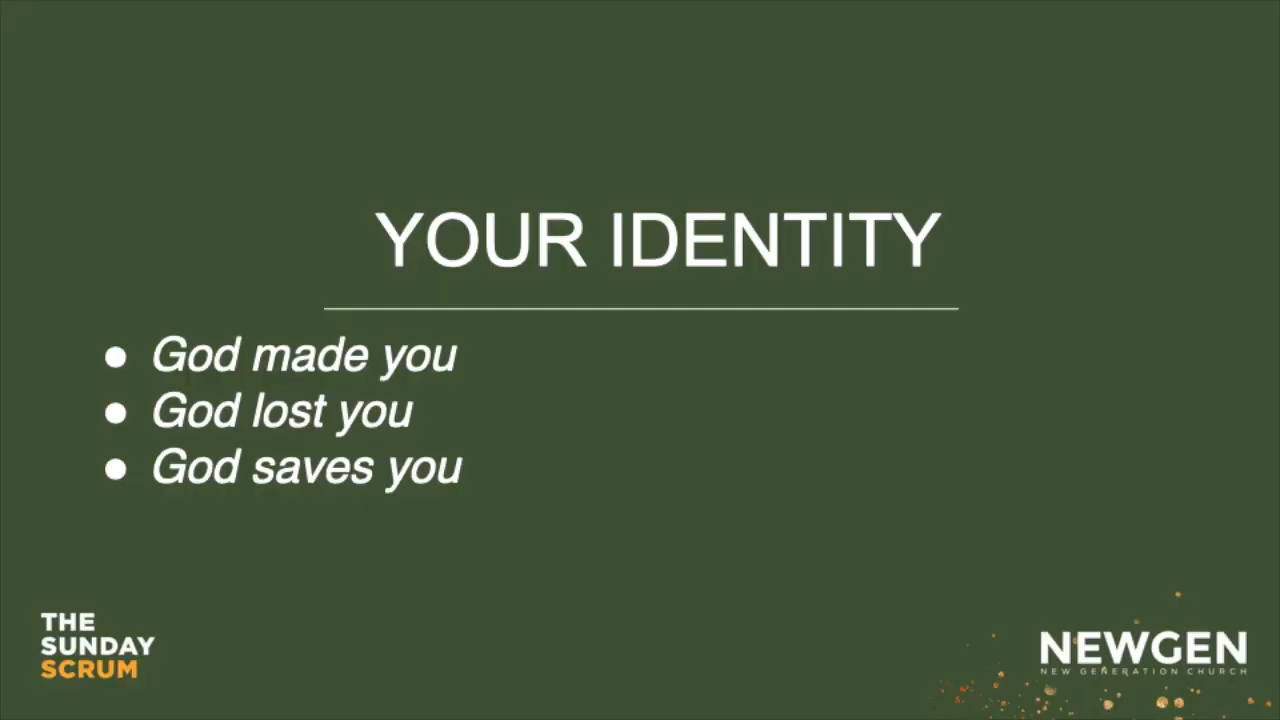 YOUR IDENTITY
● God made you
● God lost you
● God saves you
THE
SUNDAY
SCRUM
NEWGEN
NEW GENERATION CHURCH